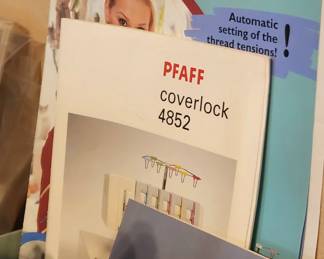 Automatic
setting of the
thread tensions!
!
PFAFF
coverlock
4852